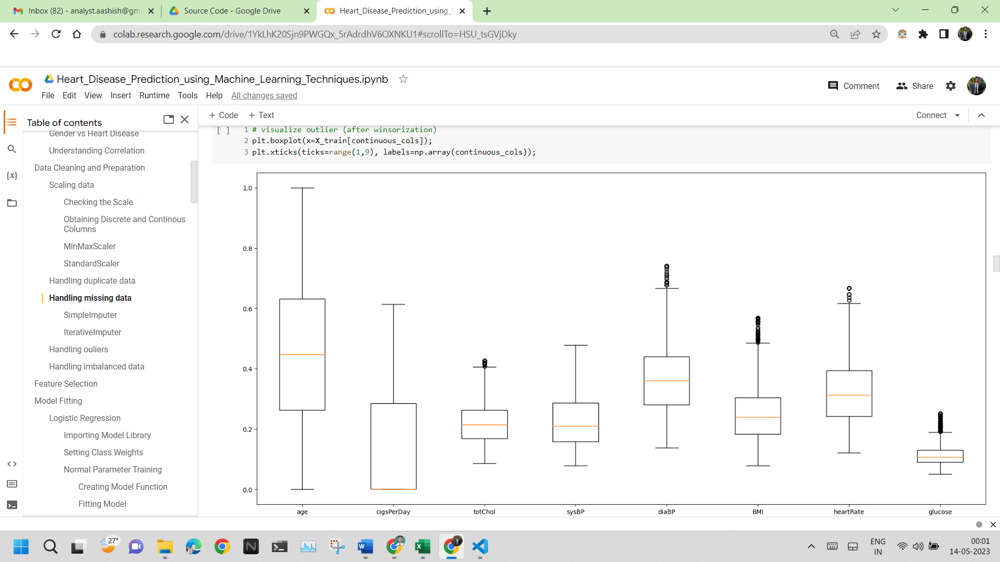 Inbox (82) - analyst.aashish@gm
Source Code - Google Drive
Heart_Disease_Prediction_using_
colab.research.google.com/drive/1YkLhK20Sjn9PWGQx_5rAdrdhV6OXNKU1#scrollTo=HSU_tsGVjDky
Heart_Disease_Prediction_using_Machine_Learning_Techniques.ipynb
Comment
Share
File Edit View Insert Runtime Tools Help All changes saved
Table of contents
+ Code + Text
Connect
Gender vs Heart Disease
Understanding Correlation
Data Cleaning and Preparation
Scaling data
Checking the Scale
Obtaining Discrete and Continous
Columns
MinMaxScaler
StandardScaler
Handling duplicate data
Handling missing data
SimpleImputer
IterativeImputer
Handling ouliers
Handling imbalanced data
Feature Selection
Model Fitting
Logistic Regression
Importing Model Library
Setting Class Weights
Normal Parameter Training
Creating Model Function
Fitting Model
{x}
[ ] 1 # visualize outlier (after winsorization)
2 plt.boxplot(x=X_train[continuous_cols]);
3 plt.xticks(ticks=range(1,9), labels=np.array(continuous_cols));
1.0
0.8
0.6
0.4
0.2
0.0
age cigsPerDay totChol sysBP diaBP BMI heartRate glucose
27°
ENG
IN
00:01
14-05-2023